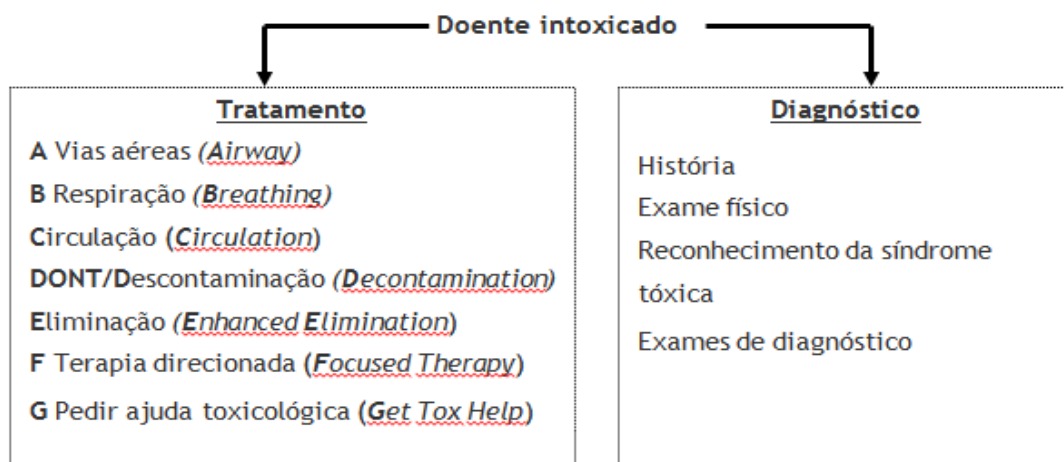 Doente intoxicado
Tratamento
A Vias aéreas (Airway)
B Respiração (Breathing)
Circulação (Circulation)
DONT/Descontaminação (Decontamination)
Eliminação (Enhanced Elimination)
F Terapia direcionada (Focused Therapy)
G Pedir ajuda toxicológica (Get Tox Help)
Diagnóstico
História
Exame físico
Reconhecimento da síndrome
tóxica
Exames de diagnóstico